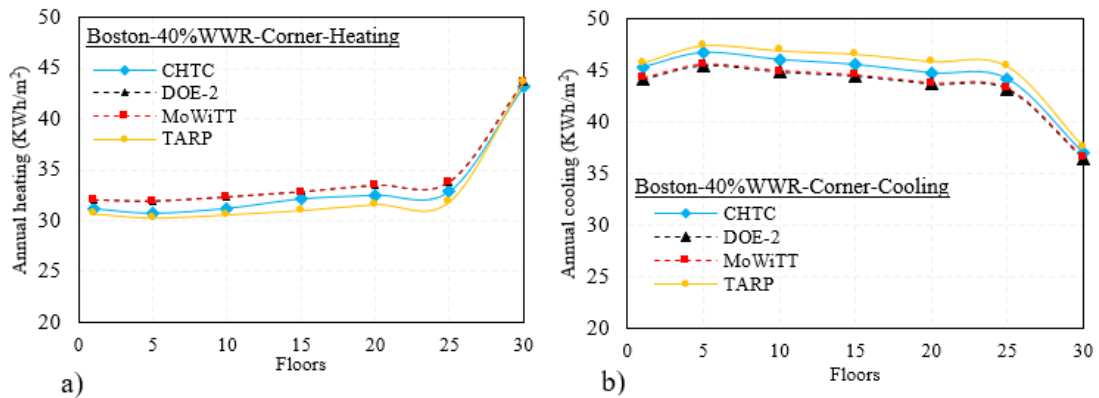 50
45
40
35
30
25
20
Annual heating (KWh/m²)
Boston-40%WWR-Corner-Heating
CHTC
DOE-2
MoWiTT
TARP
0 5 10 15 20 25 30
Floors
a)
50
45
40
35
30
25
20
Annual cooling (KWh/m²)
Boston-40%WWR-Corner-Cooling
CHTC
DOE-2
MoWiTT
TARP
0 5 10 15 20 25 30
Floors
b)